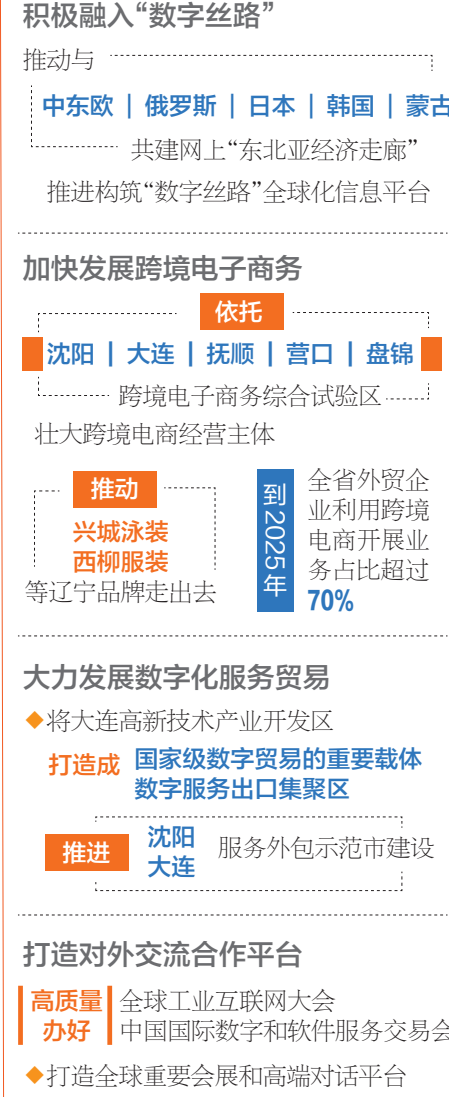 积极融入“数字丝路”
推动与
中东欧 | 俄罗斯 | 日本 | 韩国 | 蒙古
共建网上“东北亚经济走廊”
推进构筑“数字丝路”全球化信息平台
加快发展跨境电子商务
依托
沈阳 | 大连 | 抚顺 | 营口 | 盘锦
跨境电子商务综合试验区
壮大跨境电商经营主体
推动
兴城泳装
西柳服装
等辽宁品牌走出去
到2025年
全省外贸企
业利用跨境
电商开展业
务占比超过
70%
大力发展数字化服务贸易
◆将大连高新技术产业开发区
打造成
国家级数字贸易的重要载体
数字服务出口集聚区
推进
沈阳
大连
服务外包示范市建设
打造对外交流合作平台
高质量
办好
全球工业互联网大会
中国国际数字和软件服务交易会
◆打造全球重要会展和高端对话平台